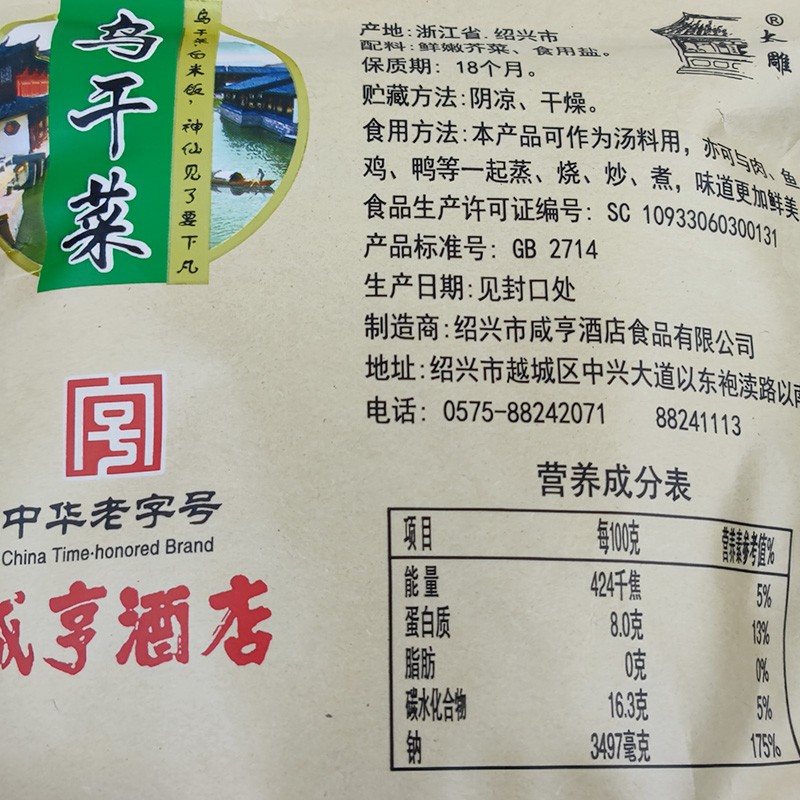 乌干菜
乌干菜白米饭，神仙见了要下凡
中华老字号
China Time-honored Brand
咸亨酒店
®
土雕
产地:浙江省.绍兴市
配料:鲜嫩芥菜、食用盐。
保质期: 18个月。
贮藏方法:阴凉、干燥。
食用方法:本产品可作为汤料用，亦可与肉、鱼
鸡、鸭等一起蒸、烧、炒、煮，味道更加鲜美
食品生产许可证编号: SC 10933060300131
产品标准号: GB 2714
生产日期:见封口处
制造商:绍兴市咸亨酒店食品有限公司
地址:绍兴市越城区中兴大道以东袍渎路以南
电话: 0575-88242071 88241113
营养成分表
项目 每100克 营养素参考值%
能量 424千焦 5%
蛋白质 8.0克 13%
脂肪 0克 0%
碳水化合物 16.3克 5%
钠 3497毫克 175%